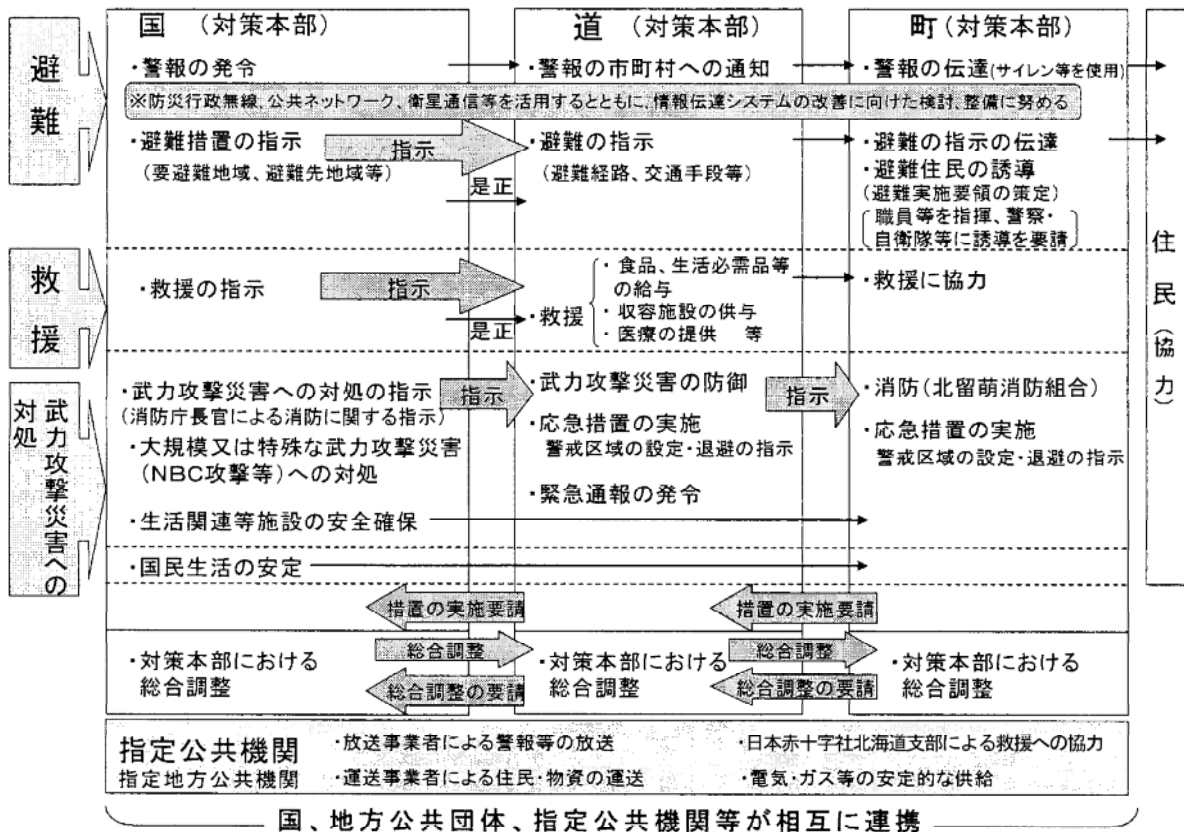 国 (対策本部)
道 (対策本部)
町 (対策本部)
避難
・警報の発令
・警報の市町村への通知
・警報の伝達(サイレン等を使用)
※防災行政無線、公共ネットワーク、衛星通信等を活用するとともに、情報伝達システムの改善に向けた検討、整備に努める
・避難措置の指示
(要避難地域、避難先地域等)
指示
是正
・避難の指示
(避難経路、交通手段等)
・避難の指示の伝達
・避難住民の誘導
(避難実施要領の策定)
職員等を指揮、警察・
自衛隊等に誘導を要請
救援
・救援の指示
指示
是正
・救援
・食品、生活必需品等
の給与
・収容施設の供与
・医療の提供 等
・救援に協力
武力攻撃災害への
対処
・武力攻撃災害への対処の指示
(消防庁長官による消防に関する指示)
・大規模又は特殊な武力攻撃災害
(NBC攻撃等)への対処
指示
・武力攻撃災害の防御
・応急措置の実施
警戒区域の設定・退避の指示
・緊急通報の発令
指示
・消防(北留萌消防組合)
・応急措置の実施
警戒区域の設定・退避の指示
・生活関連等施設の安全確保
・国民生活の安定
措置の実施要請
措置の実施要請
・対策本部における
総合調整
総合調整
総合調整の要請
・対策本部における
総合調整
総合調整
総合調整の要請
・対策本部における
総合調整
住民(協力)
指定公共機関
指定地方公共機関
・放送事業者による警報等の放送
・日本赤十字社北海道支部による救援への協力
・運送事業者による住民・物資の運送
・電気・ガス等の安定的な供給
国、地方公共団体、指定公共機関等が相互に連携